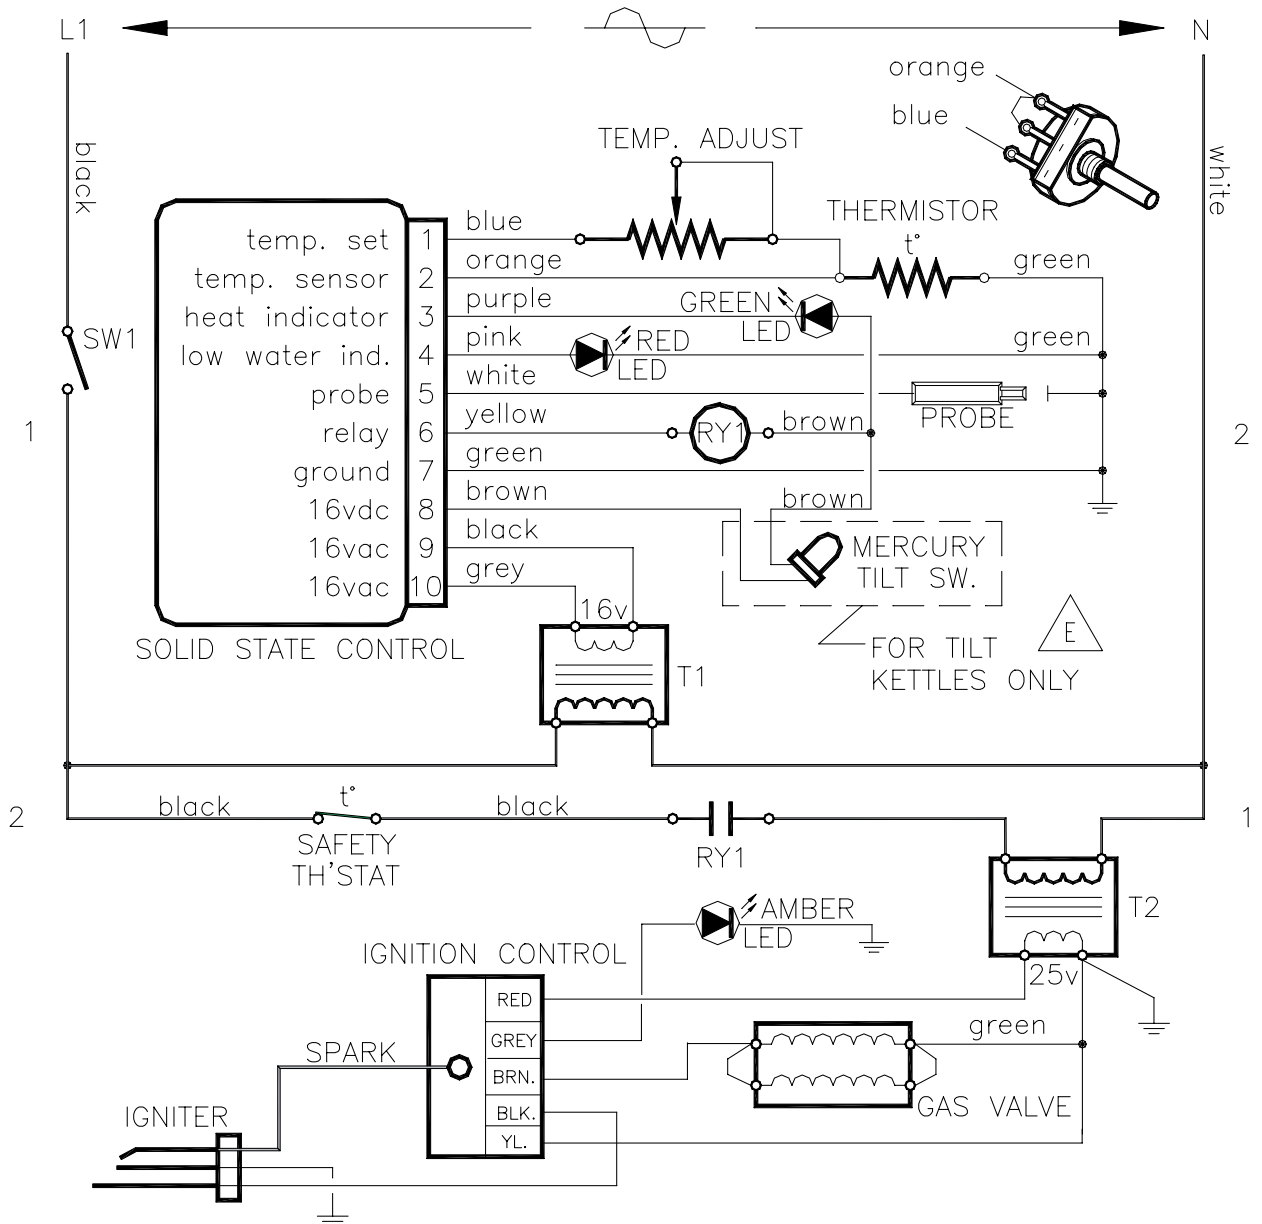 L1
N
orange
blue
black
white
TEMP. ADJUST
THERMISTOR
t°
temp. set 1 blue
temp. sensor 2 orange
green
heat indicator 3 purple
GREEN
LED
low water ind. 4 pink
RED
LED
green
probe 5 white
PROBE
relay 6 yellow
RY1
brown
ground 7 green
16vdc 8 brown
brown
16vac 9 black
16vac 10 grey
SW1
1
2
MERCURY
TILT SW.
16v
SOLID STATE CONTROL
T1
FOR TILT
KETTLES ONLY
E
2
black
t°
SAFETY
TH'STAT
black
RY1
1
T2
25v
AMBER
LED
IGNITION CONTROL
RED
GREY
BRN.
BLK.
YL.
green
GAS VALVE
SPARK
IGNITER